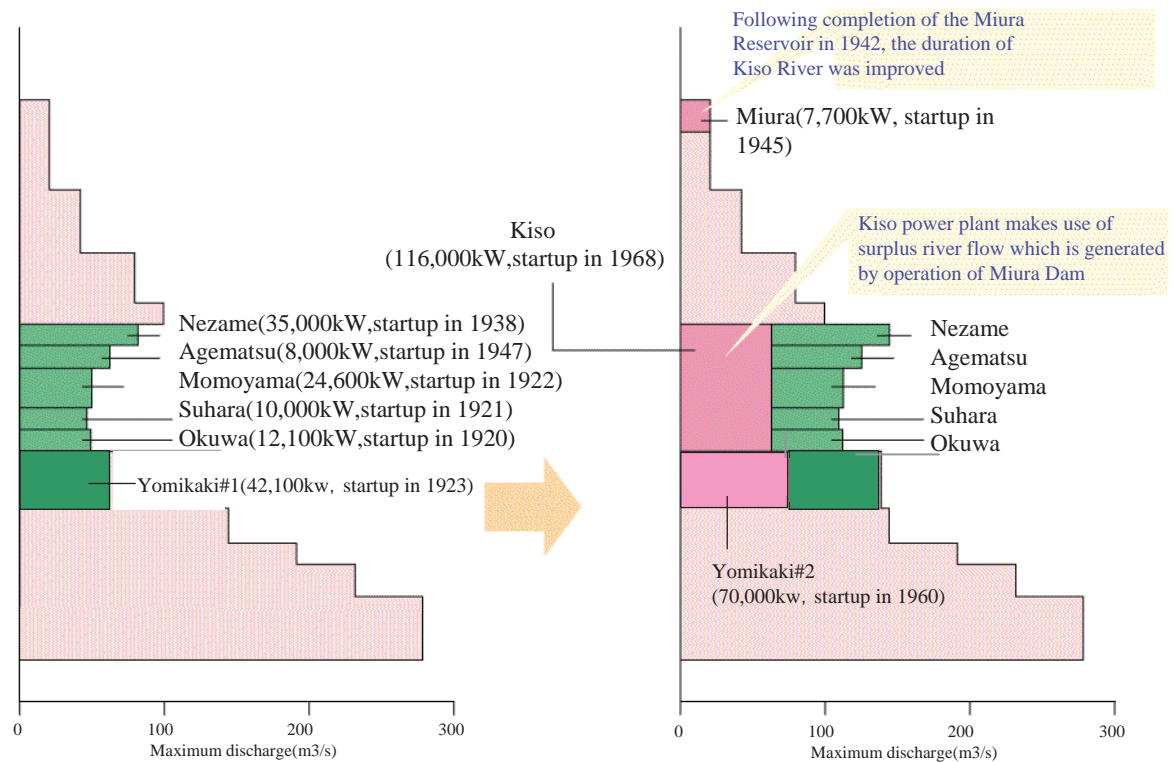 Following completion of the Miura
Reservoir in 1942, the duration of
Kiso River was improved
Miura(7,700kW, startup in
1945)
Kiso
(116,000kW,startup in 1968)
Kiso power plant makes use of
surplus river flow which is generated
by operation of Miura Dam
Nezame(35,000kW,startup in 1938)
Agematsu(8,000kW,startup in 1947)
Momoyama(24,600kW,startup in 1922)
Suhara(10,000kW,startup in 1921)
Okuwa(12,100kW,startup in 1920)
Yomikaki#1(42,100kw, startup in 1923)
Nezame
Agematsu
Momoyama
Suhara
Okuwa
Yomikaki#2
(70,000kw, startup in 1960)
0 100 200 300
Maximum discharge(m3/s)
0 100 200 300
Maximum discharge(m3/s)